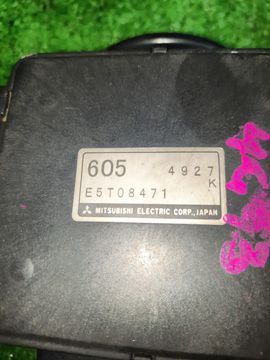 605 4927
K
E5T08471
MITSUBISHI ELECTRIC CORP., JAPAN